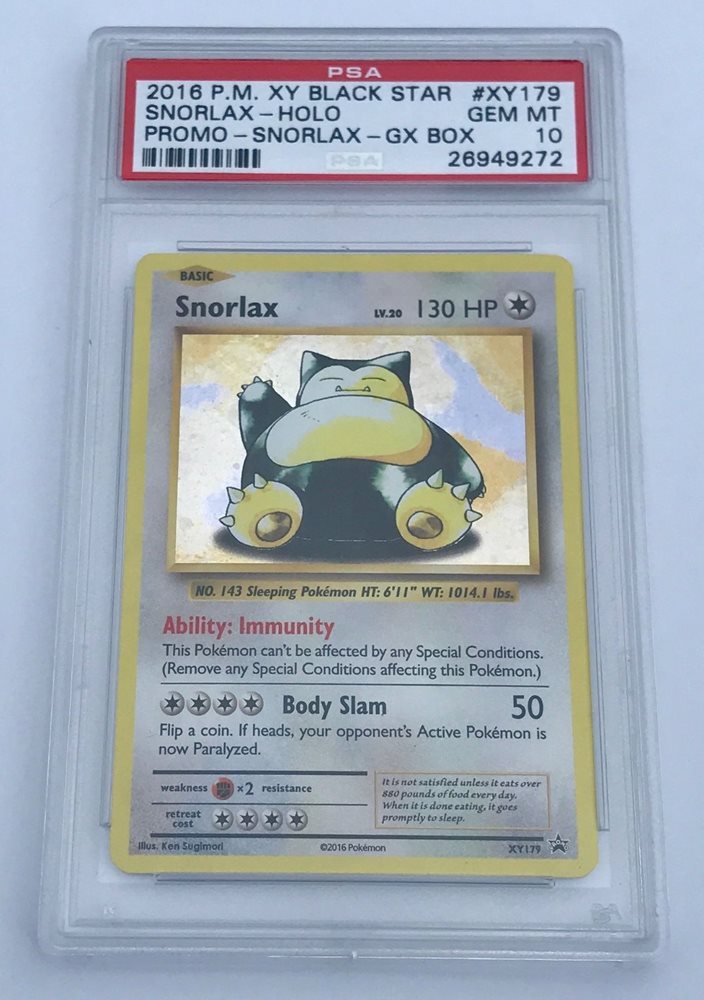 PSA
2016 P.M. XY BLACK STAR #XY179
SNORLAX-HOLO GEM MT
PROMO-SNORLAX-GX BOX 10
PSA 26949272
BASIC
Snorlax LV.20 130 HP
NO. 143 Sleeping Pokémon HT: 6'11" WT: 1014.1 lbs.
Ability: Immunity
This Pokémon can't be affected by any Special Conditions.
(Remove any Special Conditions affecting this Pokémon.)
Body Slam 50
Flip a coin. If heads, your opponent's Active Pokémon is
now Paralyzed.
weakness ×2 resistance
retreat
cost
It is not satisfied unless it eats over
880 pounds of food every day.
When it is done eating, it goes
promptly to sleep.
Illus. Ken Sugimori ©2016 Pokémon XY179